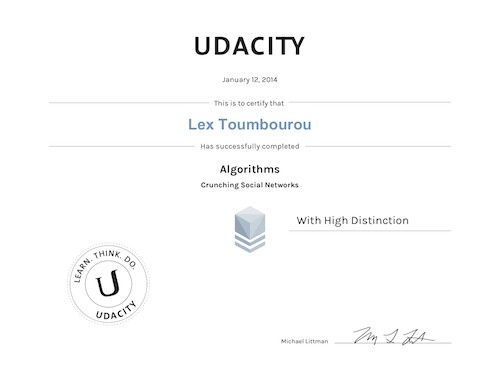 UDACITY
January 12, 2014
This is to certify that
Lex Toumbourou
Has successfully completed
Algorithms
Crunching Social Networks
With High Distinction
LEARN. THINK. DO.
U
UDACITY
Michael Littman